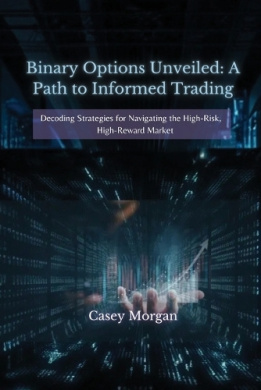 Binary Options Unveiled: A
Path to Informed Trading
Decoding Strategies for Navigating the High-Risk,
High-Reward Market
Casey Morgan